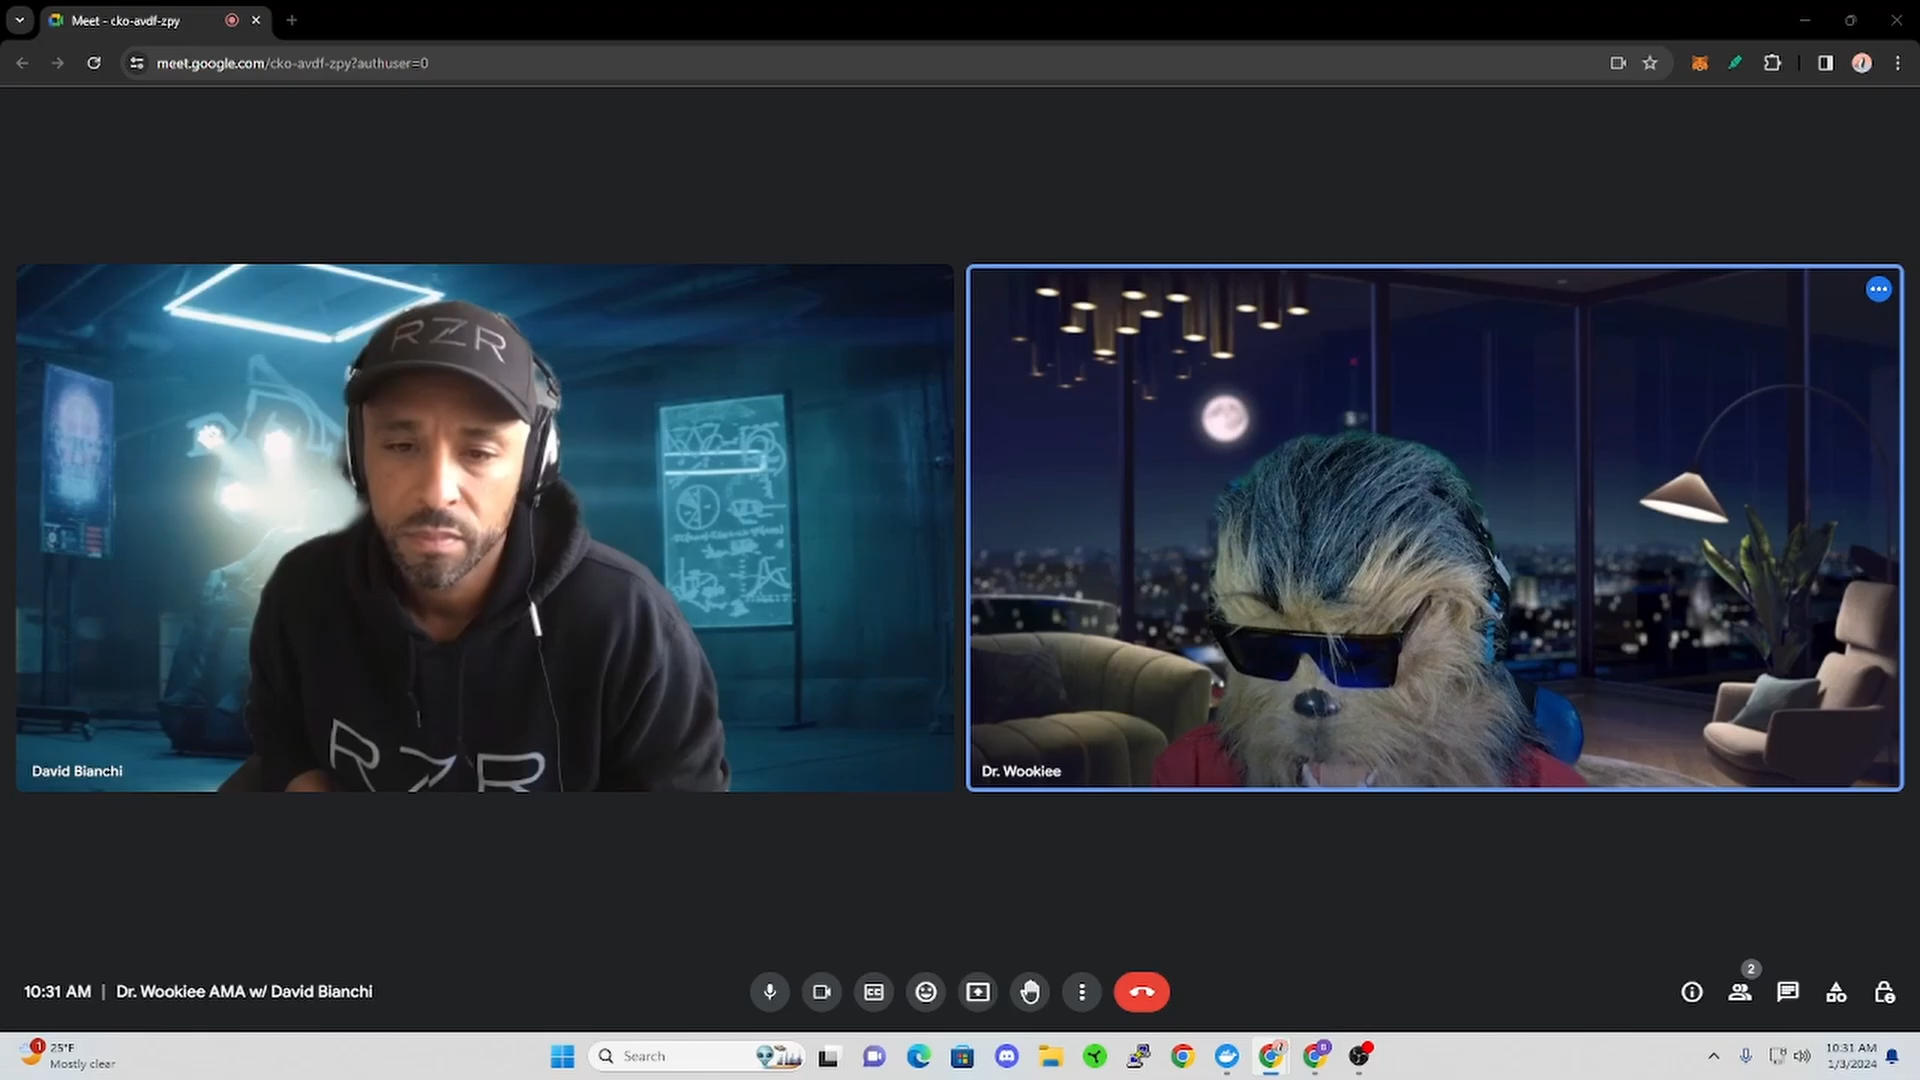 Meet - cko-avdf-zpy
meet.google.com/cko-avdf-zpy?authuser=0
RZR
RZR
David Bianchi
Dr. Wookiee
10:31 AM | Dr. Wookiee AMA w/ David Bianchi
2
1
25°F
Mostly clear
Search
10:31 AM
1/3/2024